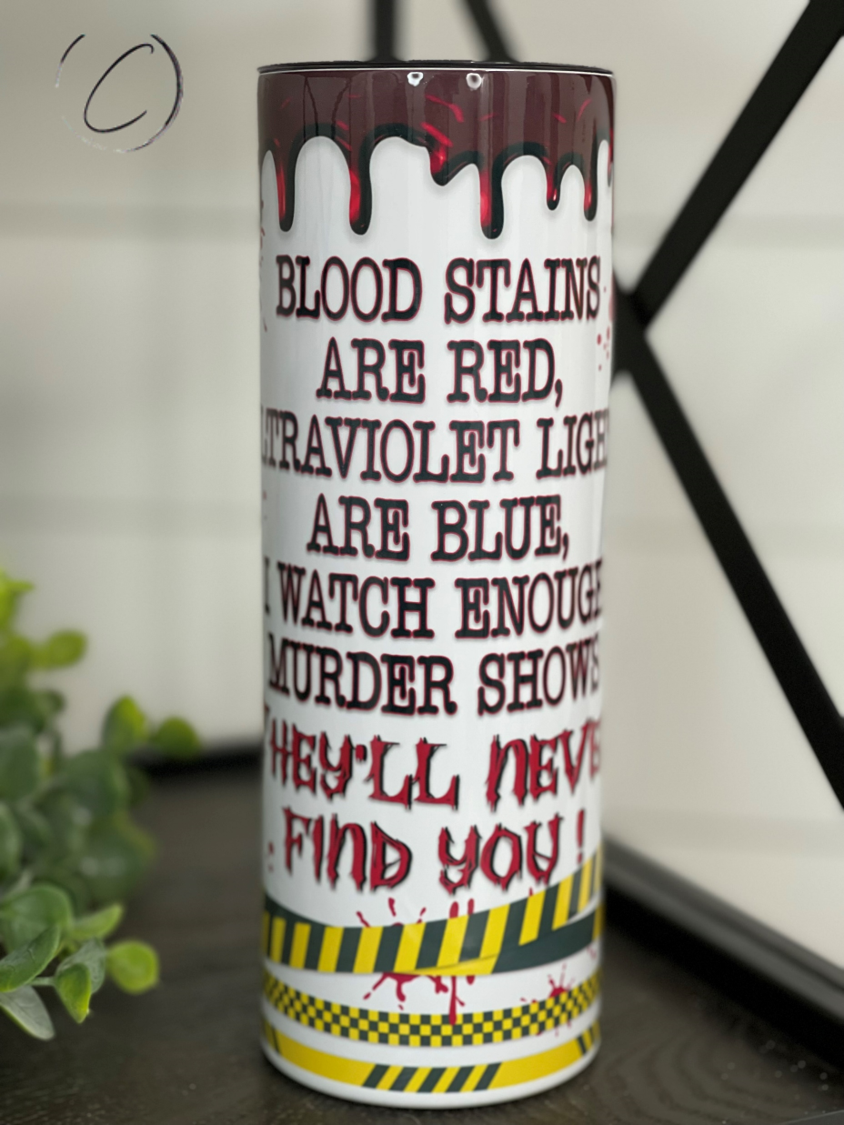 C
BLOOD STAINS
ARE RED,
LTRAVIOLET LIGH
ARE BLUE,
I WATCH ENOUG
MURDER SHOWS
HEY'LL NEVE
FIND YOU!